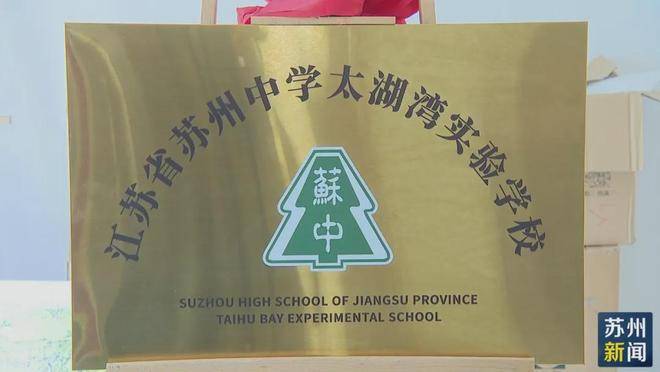 江苏省苏州中学太湖湾实验学校
蘇
中
SUZHOU HIGH SCHOOL OF JIANGSU PROVINCE
TAIHU BAY EXPERIMENTAL SCHOOL
苏州
新闻